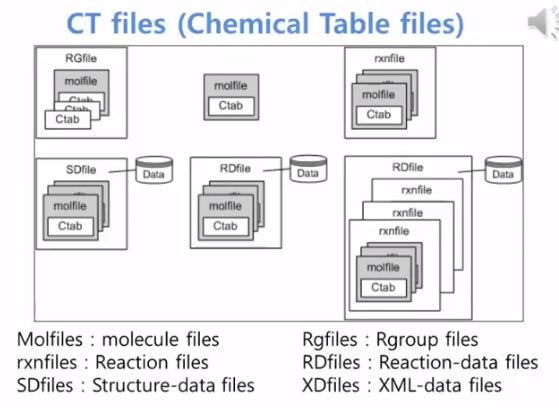 CT files (Chemical Table files)
RGfile
molfile
Ctab
Ctab
Ctab
molfile
Ctab
rxnfile
molfile
Ctab
SDfile
Data
molfile
Ctab
RDfile
Data
molfile
Ctab
RDfile
Data
rxnfile
rxnfile
rxnfile
molfile
Ctab
Molfiles : molecule files
rxnfiles : Reaction files
SDfiles : Structure-data files
Rgfiles : Rgroup files
RDfiles : Reaction-data files
XDfiles : XML-data files